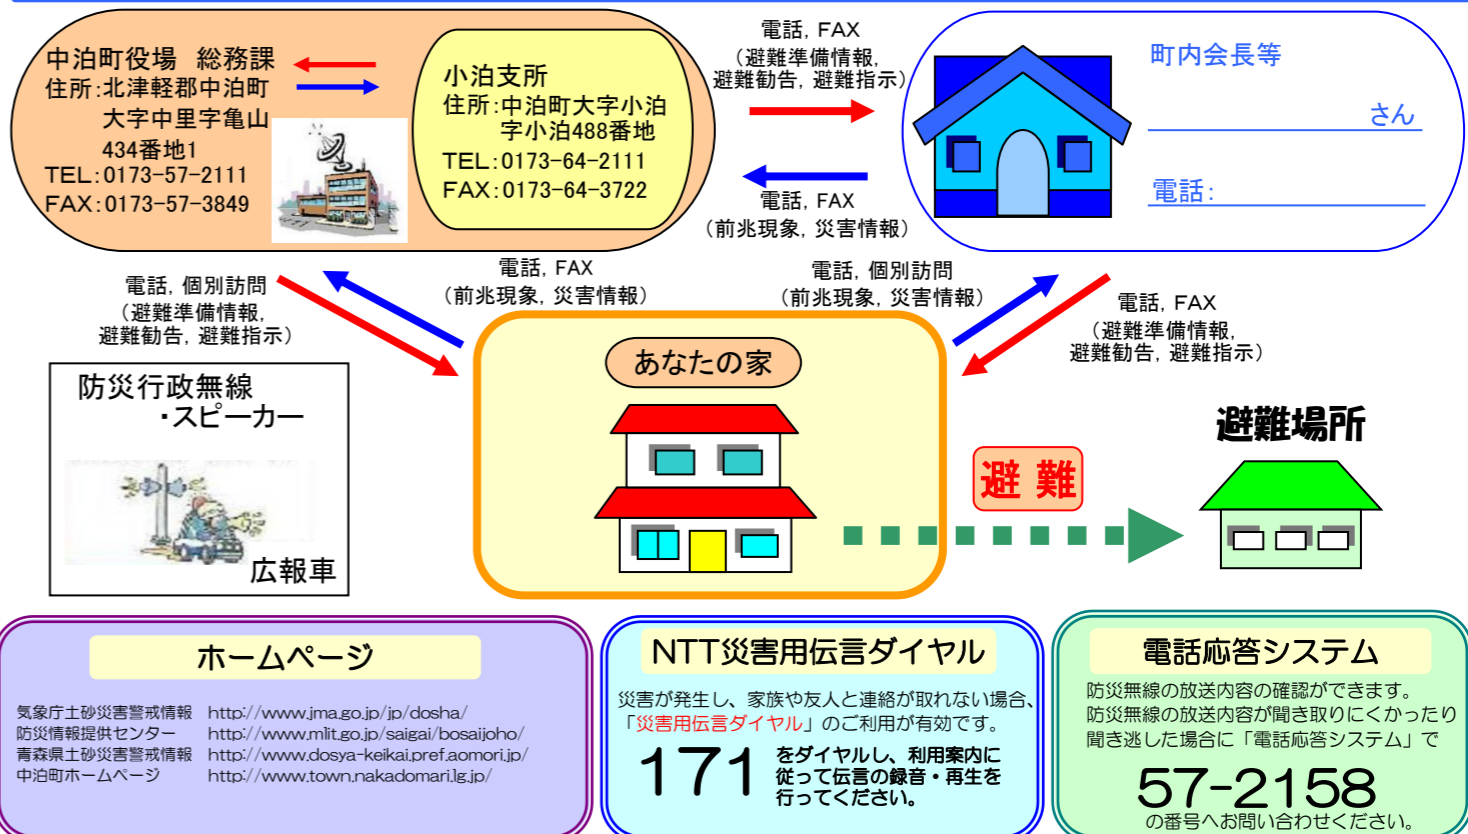 中泊町役場 総務課
住所:北津軽郡中泊町
大字中里字亀山
434番地1
TEL:0173-57-2111
FAX:0173-57-3849
小泊支所
住所:中泊町大字小泊
字小泊488番地
TEL:0173-64-2111
FAX:0173-64-3722
電話, FAX
(避難準備情報,
避難勧告, 避難指示)
電話, FAX
(前兆現象, 災害情報)
町内会長等
さん
電話:
電話, 個別訪問
(避難準備情報,
避難勧告, 避難指示)
電話, FAX
(前兆現象, 災害情報)
電話, 個別訪問
(前兆現象, 災害情報)
電話, FAX
(避難準備情報,
避難勧告, 避難指示)
防災行政無線
・スピーカー
広報車
あなたの家
避難
避難場所
ホームページ
気象庁土砂災害警戒情報 http://www.jma.go.jp/jp/dosha/
防災情報提供センター http://www.mlit.go.jp/saigai/bosaijoho/
青森県土砂災害警戒情報 http://www.dosya-keikai.pref.aomori.jp/
中泊町ホームページ http://www.town.nakadomari.lg.jp/
NTT災害用伝言ダイヤル
災害が発生し、家族や友人と連絡が取れない場合、
「災害用伝言ダイヤル」のご利用が有効です。
171
をダイヤルし、利用案内に
従って伝言の録音・再生を
行ってください。
電話応答システム
防災無線の放送内容の確認ができます。
防災無線の放送内容が聞き取りにくかったり
聞き逃した場合に「電話応答システム」で
57-2158
の番号へお問い合わせください。